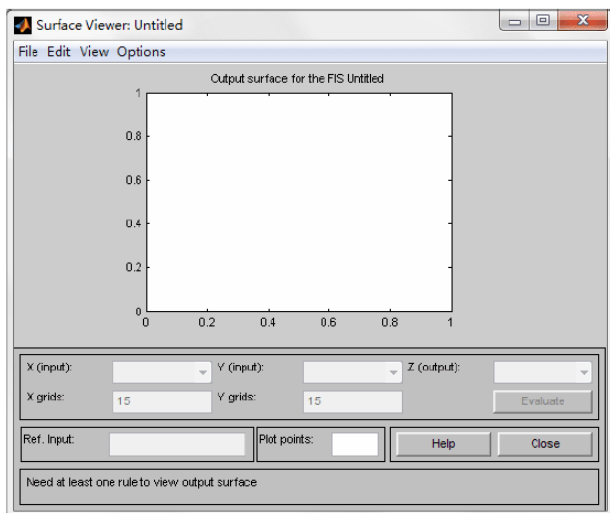 Surface Viewer: Untitled
File Edit View Options
Output surface for the FIS Untitled
1
0.8
0.6
0.4
0.2
0
0 0.2 0.4 0.6 0.8 1
X (input): Y (input): Z (output):
X grids: 15 Y grids: 15 Evaluate
Ref. Input: Plot points: Help Close
Need at least one rule to view output surface